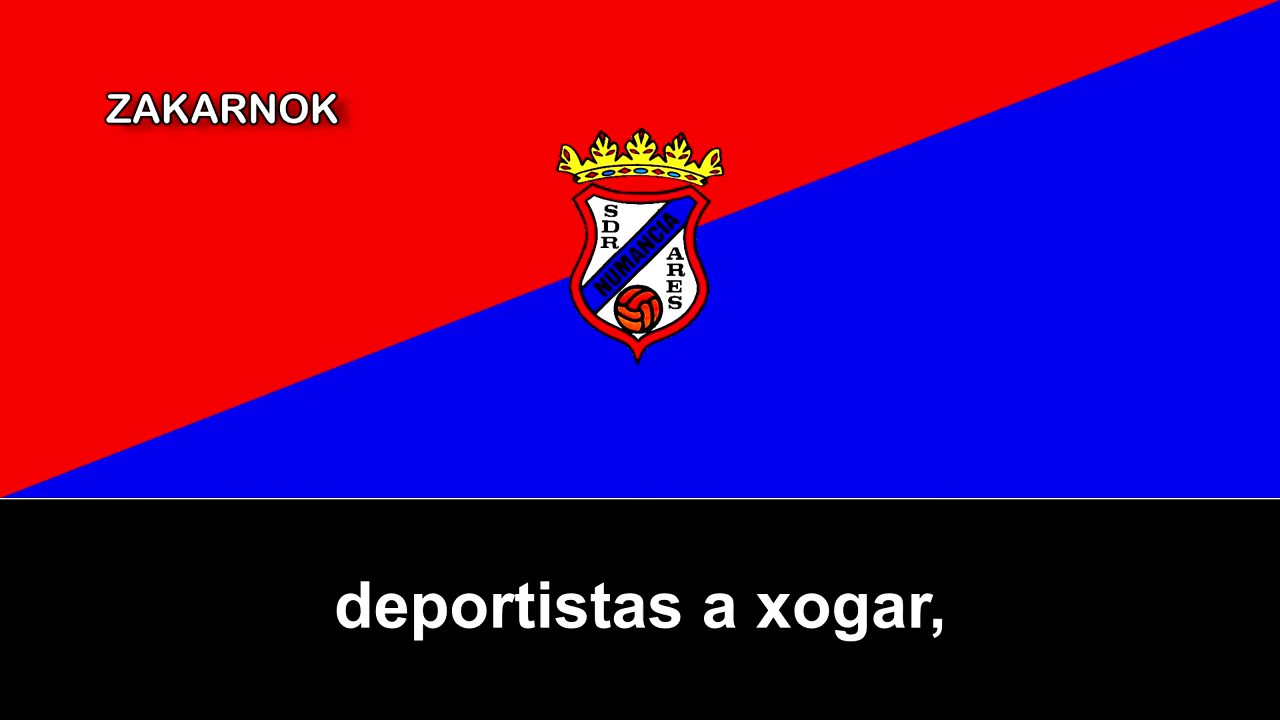 ZAKARNOK
SDR
NUMANCIA
ARES
deportistas a xogar,